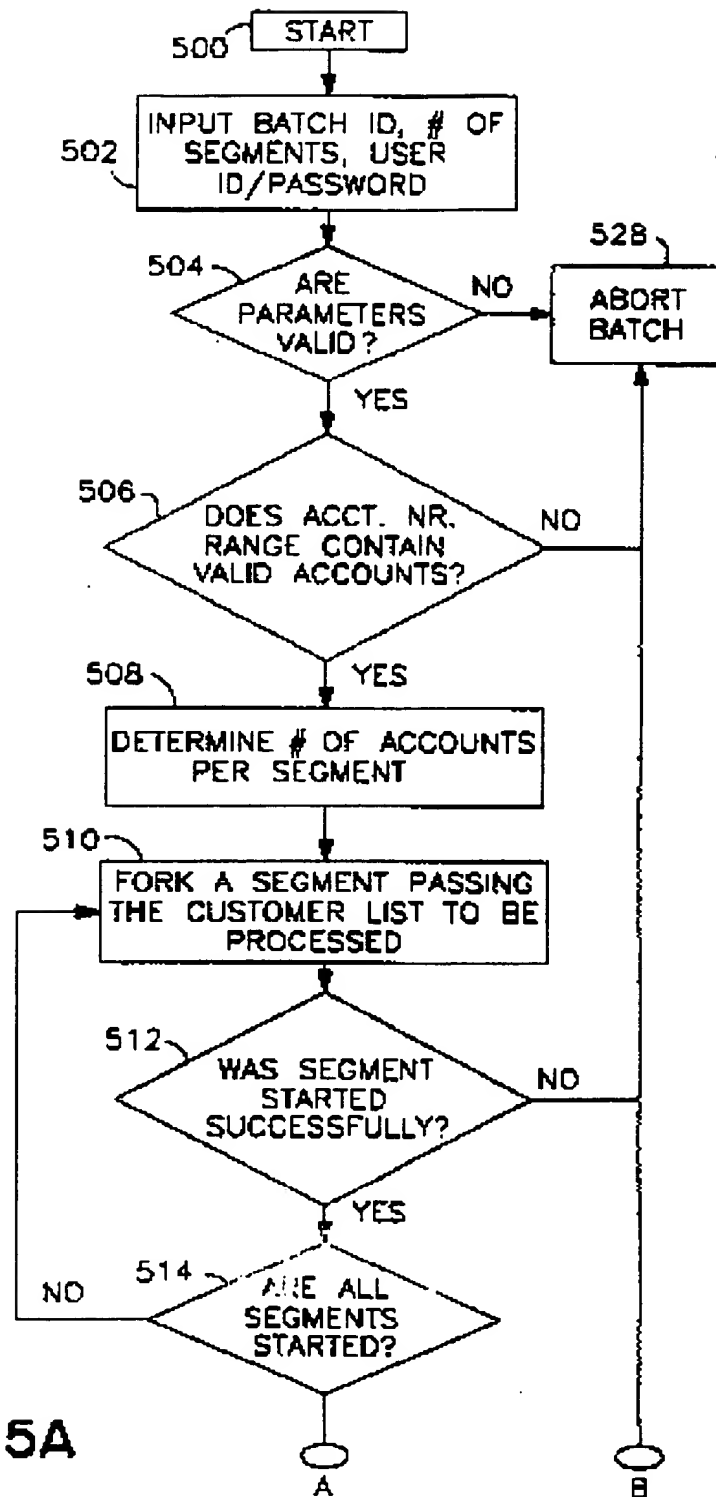 500
START
502
INPUT BATCH ID, # OF
SEGMENTS, USER
ID/PASSWORD
504
ARE
PARAMETERS
VALID?
NO
528
ABORT
BATCH
YES
506
DOES ACCT. NR.
RANGE CONTAIN
VALID ACCOUNTS?
NO
YES
508
DETERMINE # OF ACCOUNTS
PER SEGMENT
510
FORK A SEGMENT PASSING
THE CUSTOMER LIST TO BE
PROCESSED
512
WAS SEGMENT
STARTED
SUCCESSFULLY?
NO
YES
514
NO
ARE ALL
SEGMENTS
STARTED?
5A
A
B